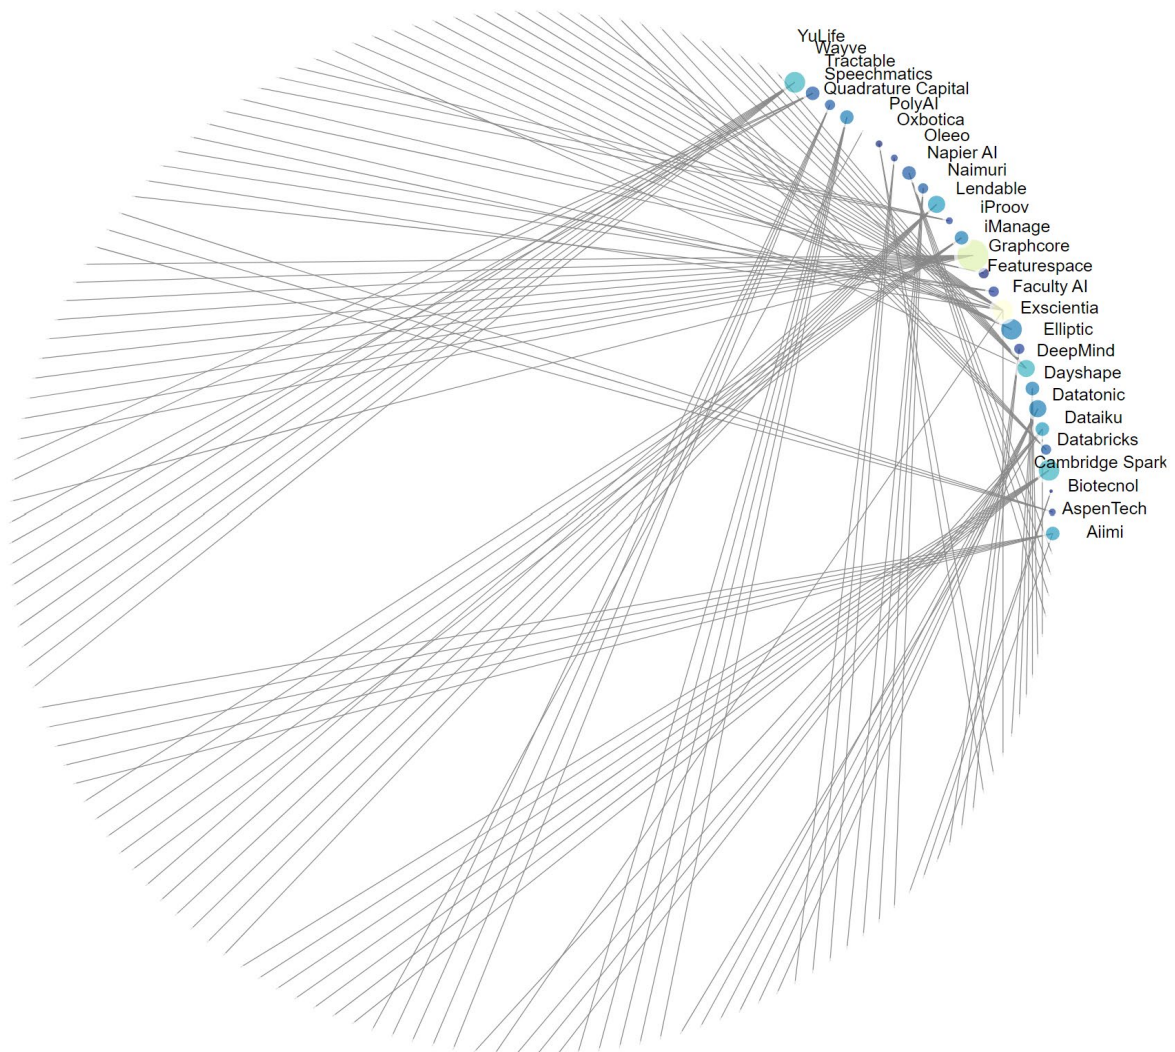 YuLife
Wayve
Tractable
Speechmatics
Quadrature Capital
PolyAI
Oxbotica
Oleeo
Napier AI
Naimuri
Lendable
iProov
iManage
Graphcore
Featurespace
Faculty AI
Exscientia
Elliptic
DeepMind
Dayshape
Datatonic
Dataiku
Databricks
Cambridge Spark
Biotecnol
AspenTech
Aiimi